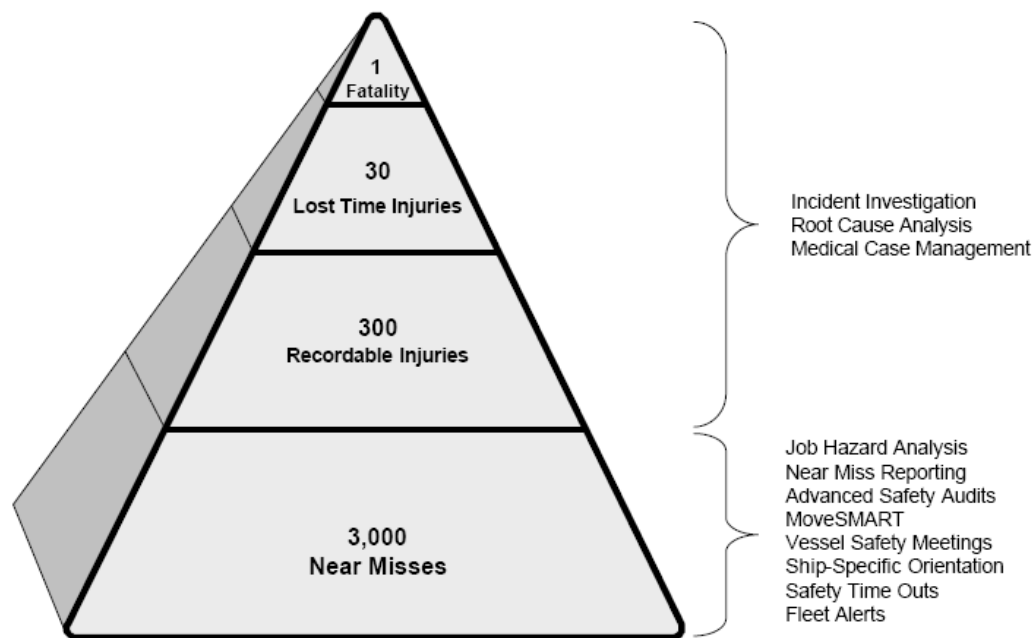 1
Fatality
30
Lost Time Injuries
300
Recordable Injuries
3,000
Near Misses
Incident Investigation
Root Cause Analysis
Medical Case Management
Job Hazard Analysis
Near Miss Reporting
Advanced Safety Audits
MoveSMART
Vessel Safety Meetings
Ship-Specific Orientation
Safety Time Outs
Fleet Alerts